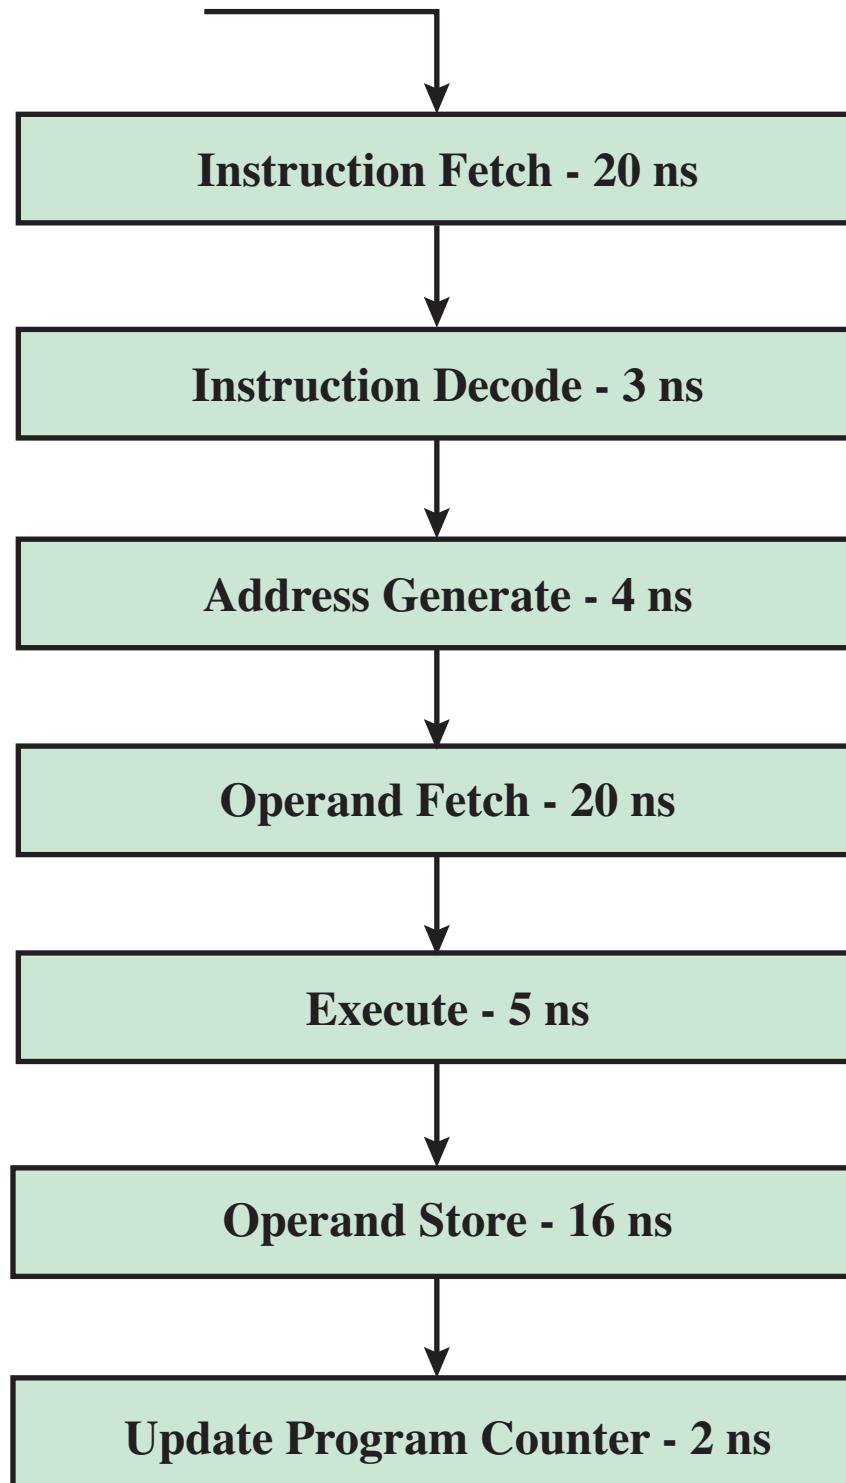 Instruction Fetch - 20 ns
Instruction Decode - 3 ns
Address Generate - 4 ns
Operand Fetch - 20 ns
Execute - 5 ns
Operand Store - 16 ns
Update Program Counter - 2 ns